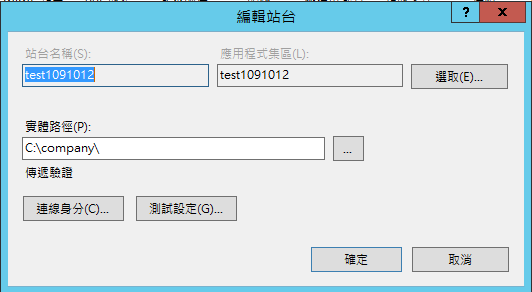 編輯站台
?
站台名稱(S):
應用程式集區(L):
test1091012
test1091012
選取(E)...
實體路徑(P):
C:\company\
...
傳遞驗證
連線身分(C)...
測試設定(G)...
確定
取消